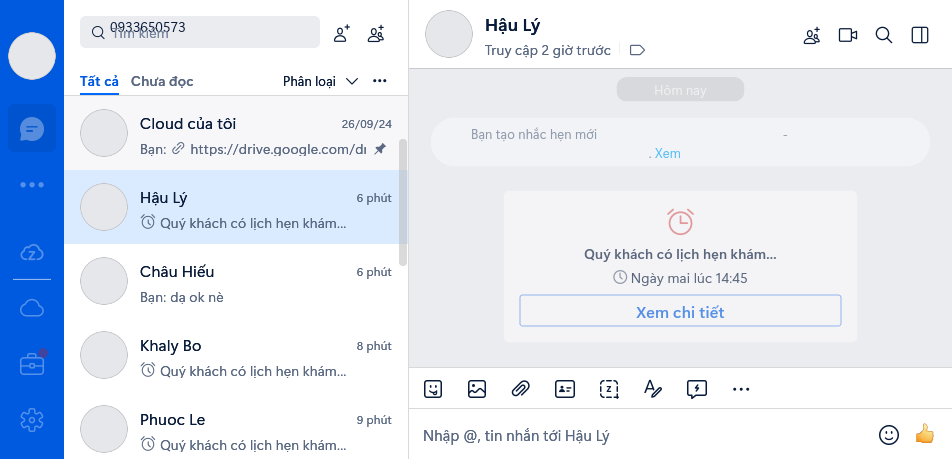 0933650573
Tìm kiếm
Tất cả Chưa đọc Phân loại
Cloud của tôi 26/09/24
Bạn: https://drive.google.com/dr
Hậu Lý 6 phút
Quý khách có lịch hẹn khám...
Châu Hiếu 6 phút
Bạn: dạ ok nè
Khaly Bo 8 phút
Quý khách có lịch hẹn khám...
Phuoc Le 9 phút
Quý khách có lịch hẹn khám...
Hậu Lý
Truy cập 2 giờ trước
Hôm nay
Bạn tạo nhắc hẹn mới -
. Xem
Quý khách có lịch hẹn khám...
Ngày mai lúc 14:45
Xem chi tiết
Nhập @, tin nhắn tới Hậu Lý